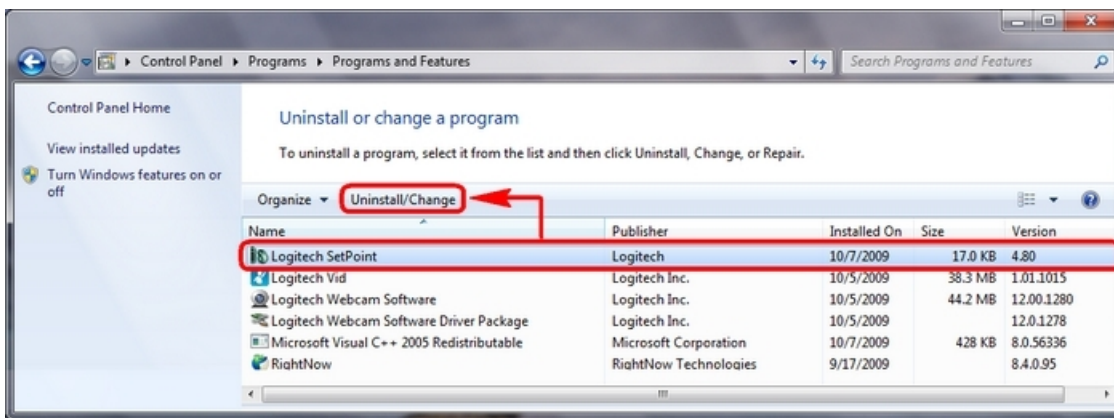 Control Panel Programs Programs and Features Search Programs and Features
Control Panel Home
View installed updates
Turn Windows features on or
off
Uninstall or change a program
To uninstall a program, select it from the list and then click Uninstall, Change, or Repair.
Organize Uninstall/Change
Name Publisher Installed On Size Version
Logitech SetPoint Logitech 10/7/2009 17.0 KB 4.80
Logitech Vid Logitech Inc. 10/5/2009 38.3 MB 1.01.1015
Logitech Webcam Software Logitech Inc. 10/5/2009 44.2 MB 12.00.1280
Logitech Webcam Software Driver Package Logitech Inc. 10/5/2009 12.0.1278
Microsoft Visual C++ 2005 Redistributable Microsoft Corporation 10/7/2009 428 KB 8.0.56336
RightNow RightNow Technologies 9/17/2009 8.4.0.95